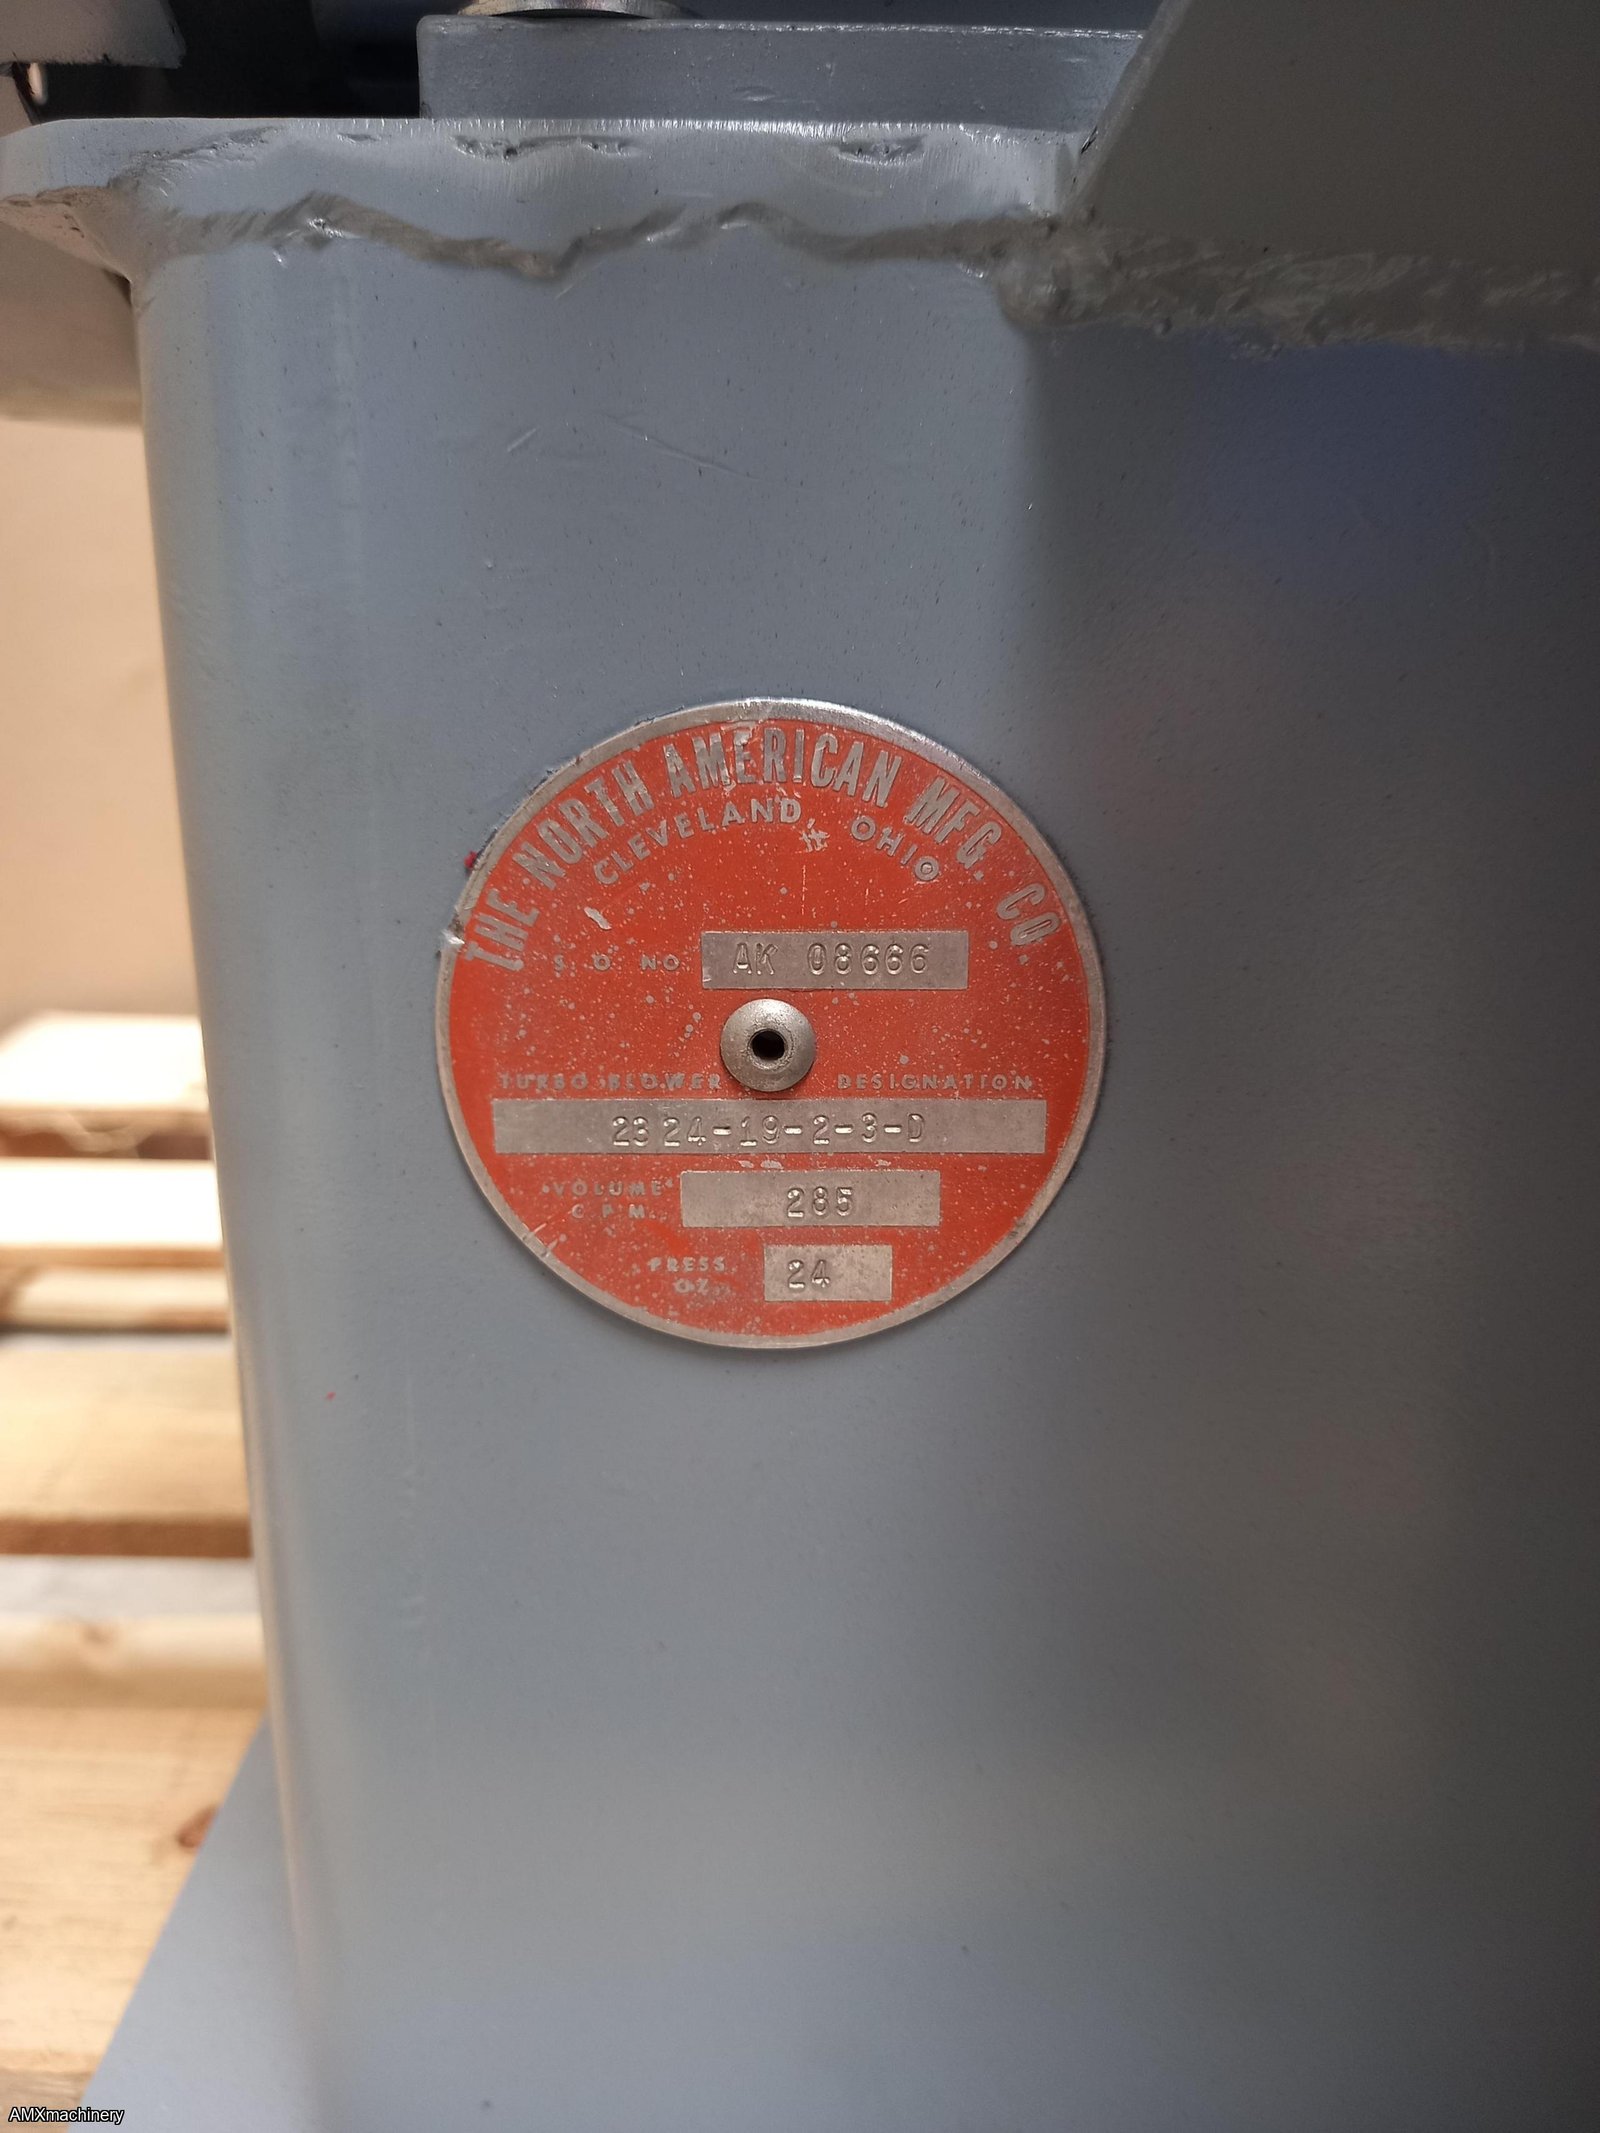 THE NORTH AMERICAN MFG. CO.
CLEVELAND, OHIO
S. O. NO. AK 08666
TURBO BLOWER DESIGNATION
2324-19-2-3-D
VOLUME C.F.M. 285
PRESS. OZ. 24
AMXmachinery